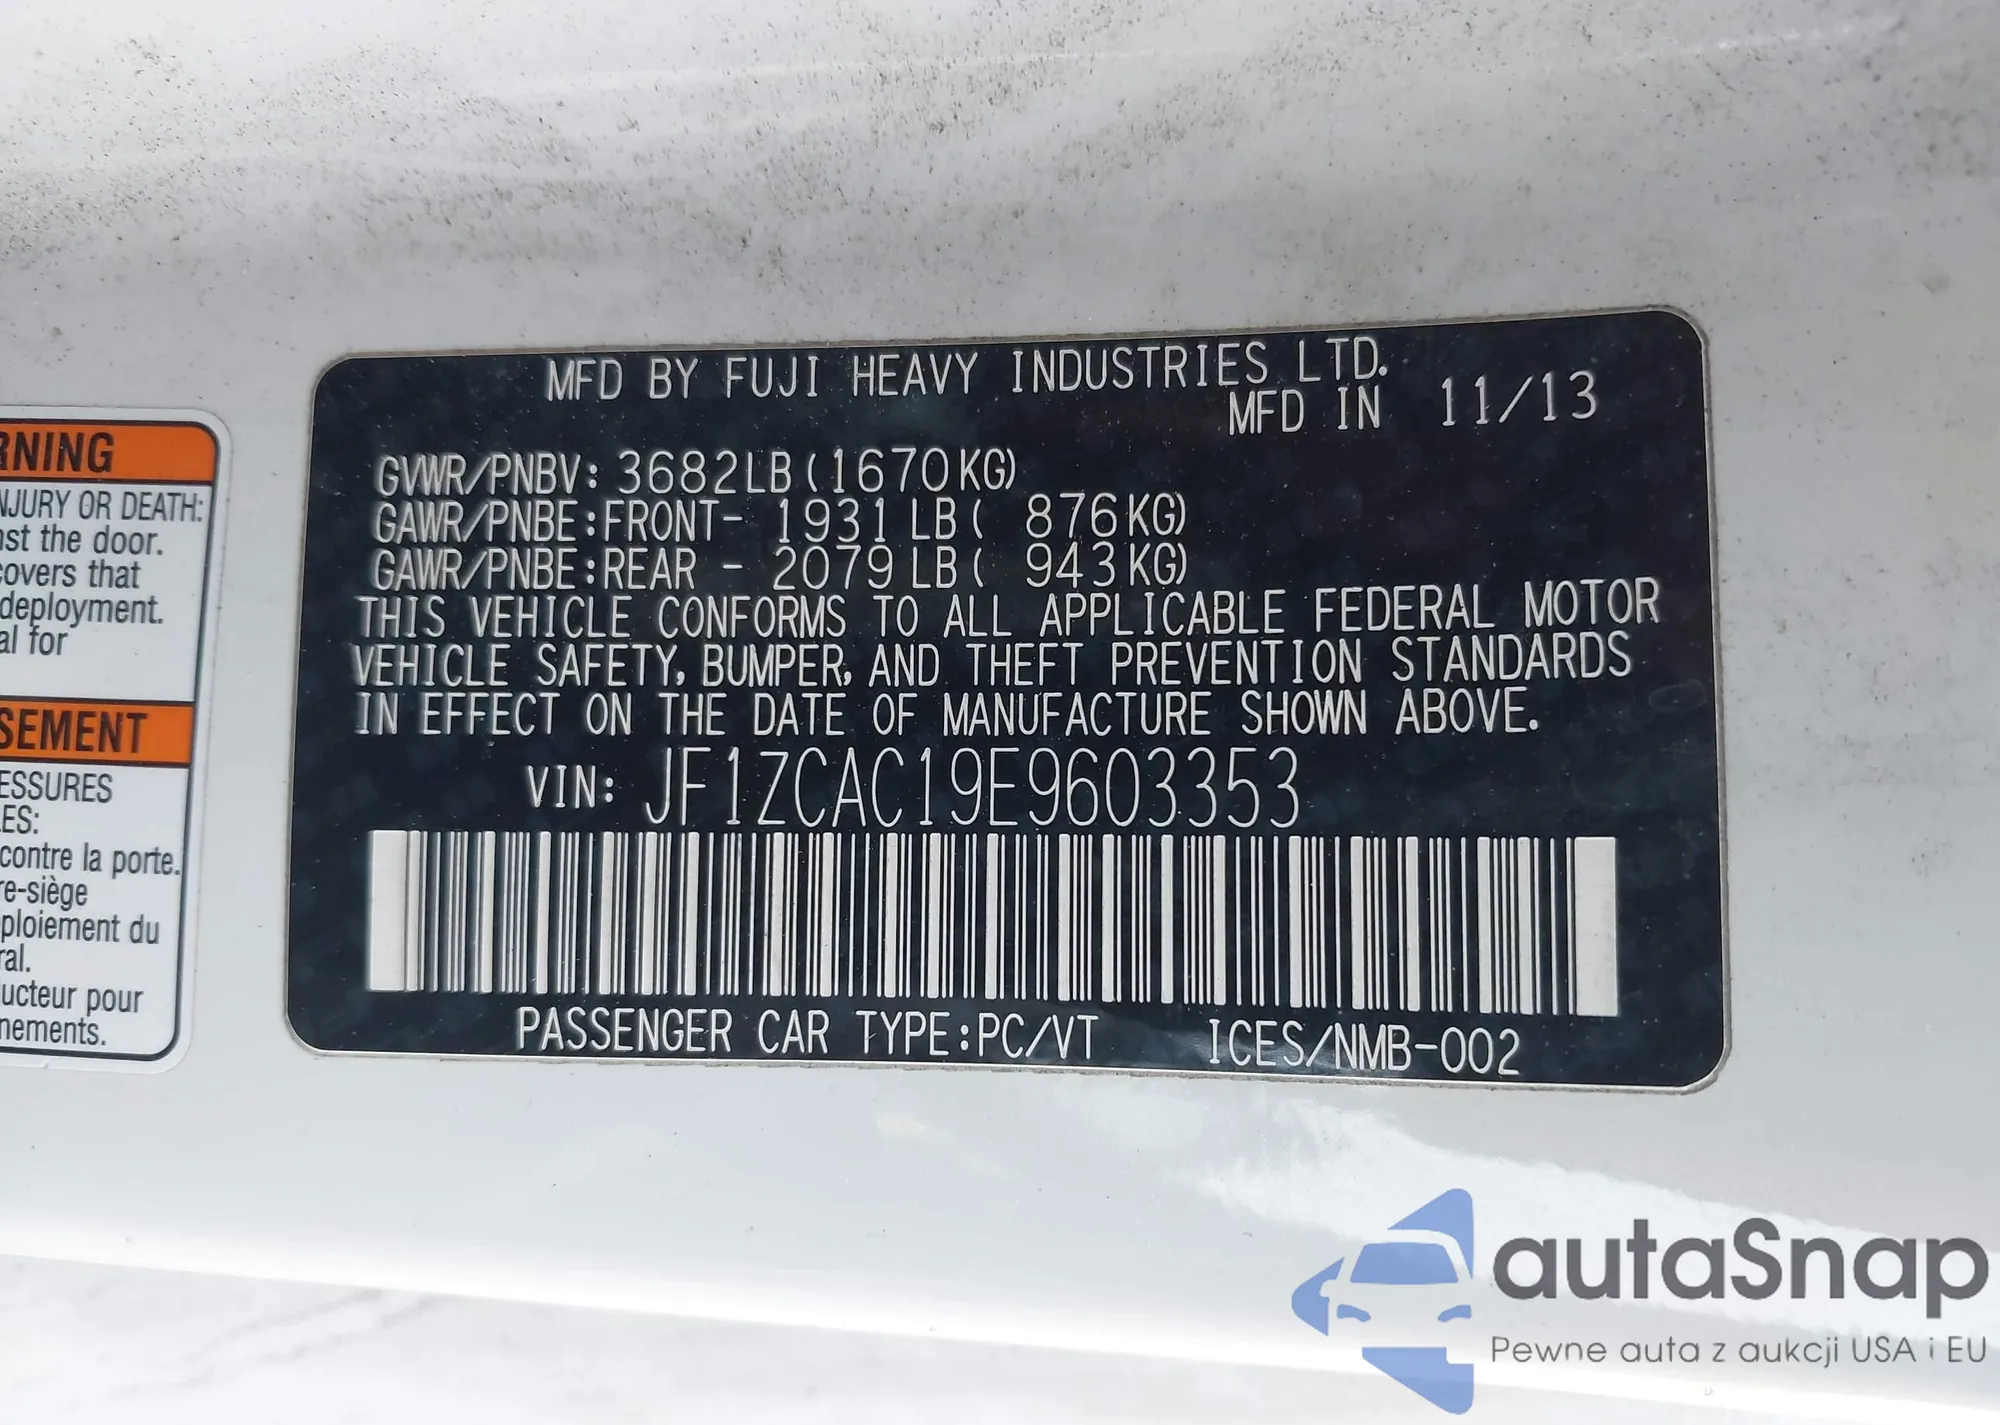 MFD BY FUJI HEAVY INDUSTRIES LTD.
MFD IN 11/13
GVWR/PNBV: 3682LB(1670KG)
GAWR/PNBE:FRONT- 1931LB( 876KG)
GAWR/PNBE:REAR - 2079LB( 943KG)
THIS VEHICLE CONFORMS TO ALL APPLICABLE FEDERAL MOTOR
VEHICLE SAFETY, BUMPER, AND THEFT PREVENTION STANDARDS
IN EFFECT ON THE DATE OF MANUFACTURE SHOWN ABOVE.
VIN: JF1ZCAC19E9603353
PASSENGER CAR TYPE:PC/VT ICES/NMB-002
RNING
NJURY OR DEATH:
nst the door.
covers that
deployment.
al for
SEMENT
ESSURES
ES:
contre la porte.
re-siège
ploiement du
ral.
ucteur pour
nements.
autaSnap
Pewne auta z aukcji USA i EU